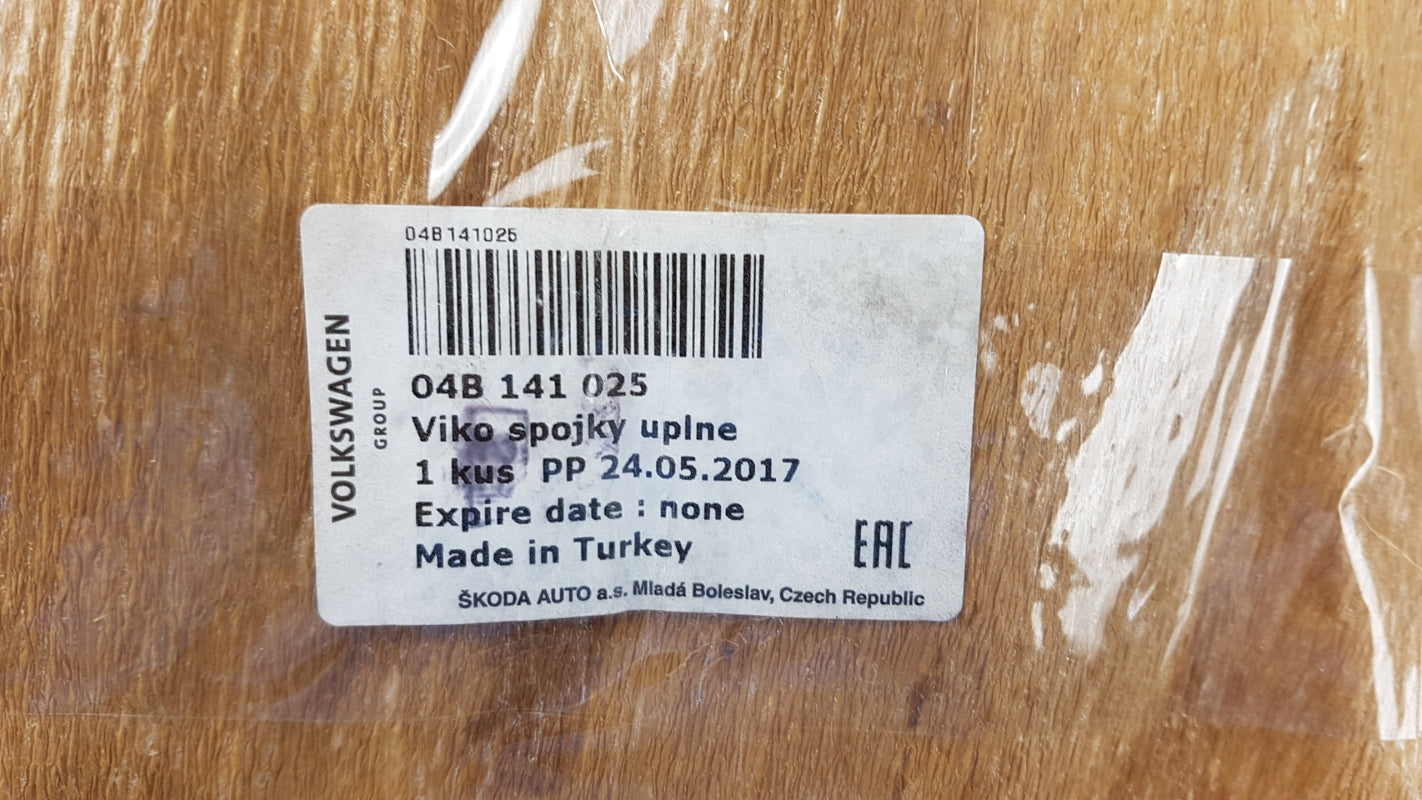 04B141025
VOLKSWAGEN
GROUP
04B 141 025
Viko spojky uplne
1 kus PP 24.05.2017
Expire date : none
Made in Turkey
EAC
ŠKODA AUTO a.s. Mladá Boleslav, Czech Republic